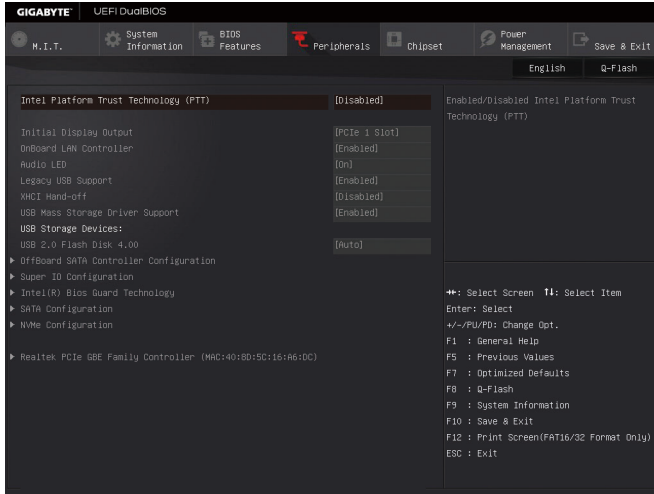 GIGABYTE™ UEFI DualBIOS
M.I.T.
System Information
BIOS Features
Peripherals
Chipset
Power Management
Save & Exit
English Q-Flash
Intel Platform Trust Technology (PTT) [Disabled]
Initial Display Output [PCIe 1 Slot]
OnBoard LAN Controller [Enabled]
Audio LED [On]
Legacy USB Support [Enabled]
XHCI Hand-off [Disabled]
USB Mass Storage Driver Support [Enabled]
USB Storage Devices:
USB 2.0 Flash Disk 4.00 [Auto]
OffBoard SATA Controller Configuration
Super IO Configuration
Intel(R) Bios Guard Technology
SATA Configuration
NVMe Configuration
Realtek PCIe GBE Family Controller (MAC:40:8D:5C:16:A6:DC)
Enabled/Disabled Intel Platform Trust
Technology (PTT)
→←: Select Screen ↑↓: Select Item
Enter: Select
+/-/PU/PD: Change Opt.
F1 : General Help
F5 : Previous Values
F7 : Optimized Defaults
F8 : Q-Flash
F9 : System Information
F10 : Save & Exit
F12 : Print Screen(FAT16/32 Format Only)
ESC : Exit